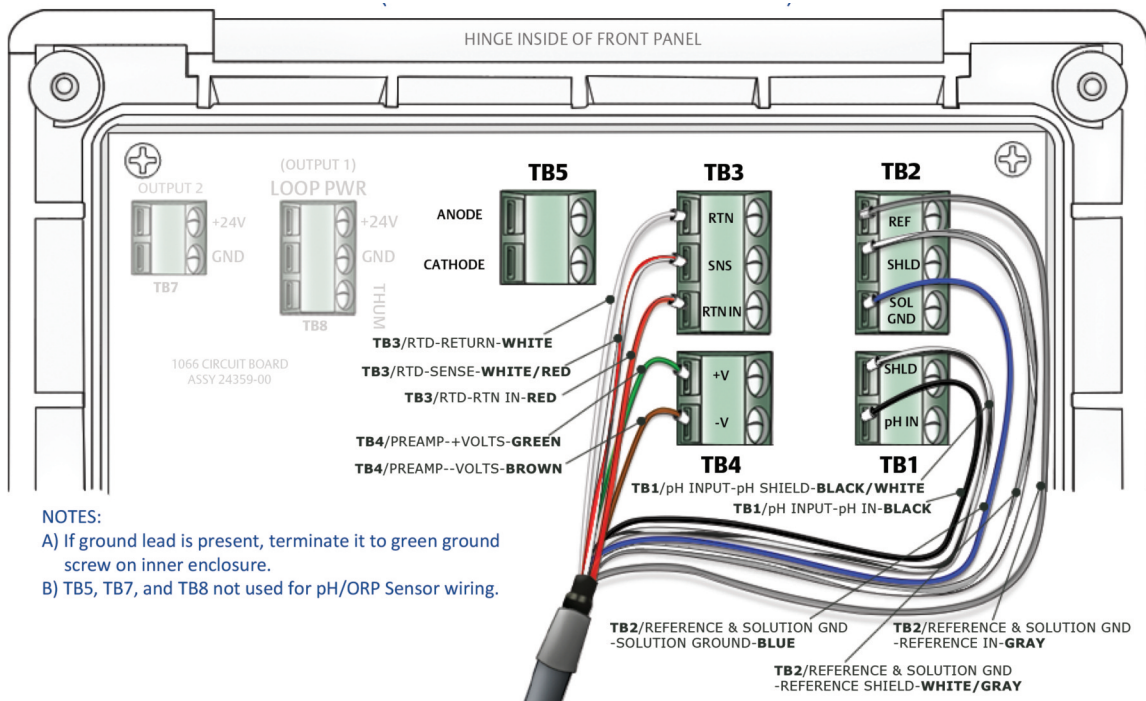 HINGE INSIDE OF FRONT PANEL
(OUTPUT 1)
OUTPUT 2
LOOP PWR
+24V
GND
TB7
+24V
GND
THUM
TB8
1066 CIRCUIT BOARD
ASSY 24359-00
TB5
ANODE
CATHODE
TB3
RTN
SNS
RTN IN
TB2
REF
SHLD
SOL
GND
+V
-V
TB4
SHLD
pH IN
TB1
TB3/RTD-RETURN-WHITE
TB3/RTD-SENSE-WHITE/RED
TB3/RTD-RTN IN-RED
TB4/PREAMP-+VOLTS-GREEN
TB4/PREAMP--VOLTS-BROWN
TB1/pH INPUT-pH SHIELD-BLACK/WHITE
TB1/pH INPUT-pH IN-BLACK
NOTES:
A) If ground lead is present, terminate it to green ground
screw on inner enclosure.
B) TB5, TB7, and TB8 not used for pH/ORP Sensor wiring.
TB2/REFERENCE & SOLUTION GND
-SOLUTION GROUND-BLUE
TB2/REFERENCE & SOLUTION GND
-REFERENCE IN-GRAY
TB2/REFERENCE & SOLUTION GND
-REFERENCE SHIELD-WHITE/GRAY